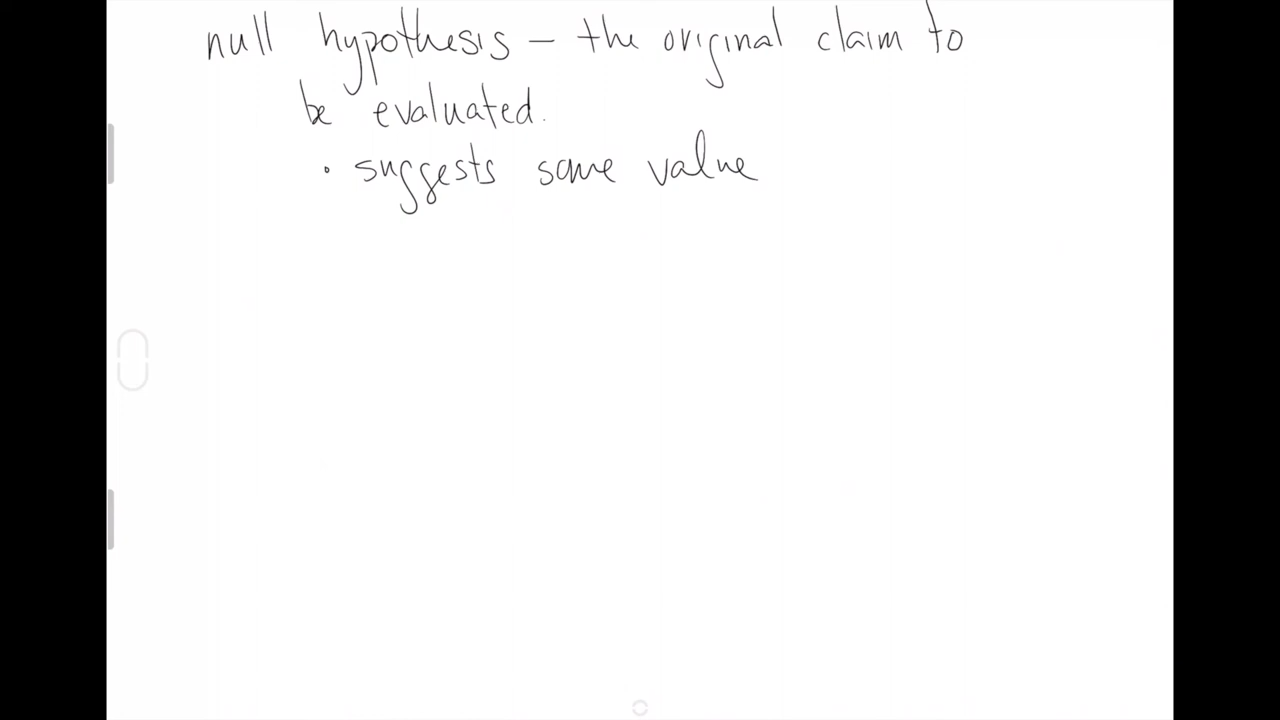 null hypothesis – the original claim to
be evaluated.
• suggests some value